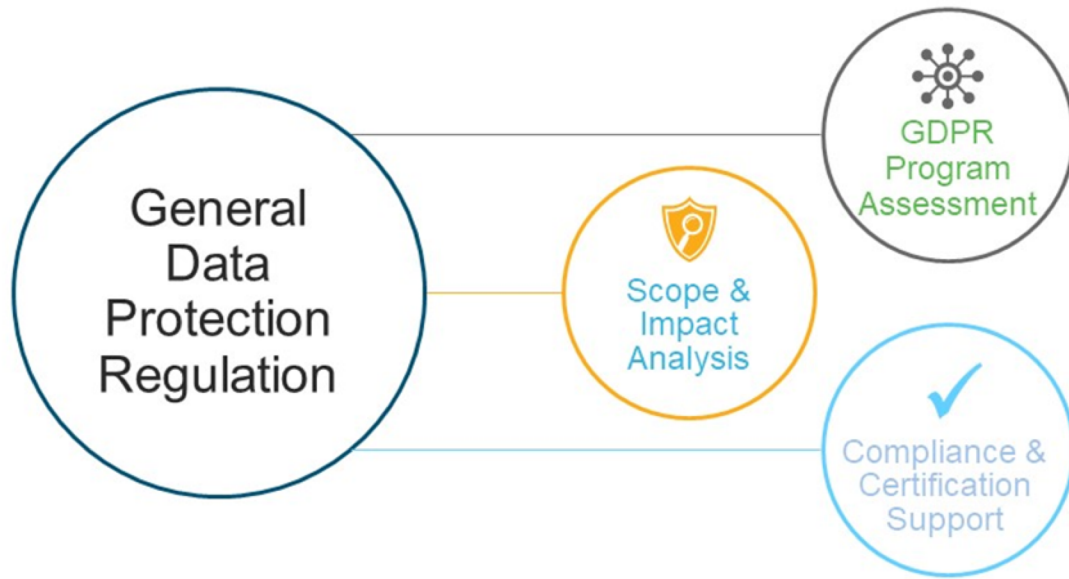 General
Data
Protection
Regulation
GDPR
Program
Assessment
Scope &
Impact
Analysis
Compliance &
Certification
Support